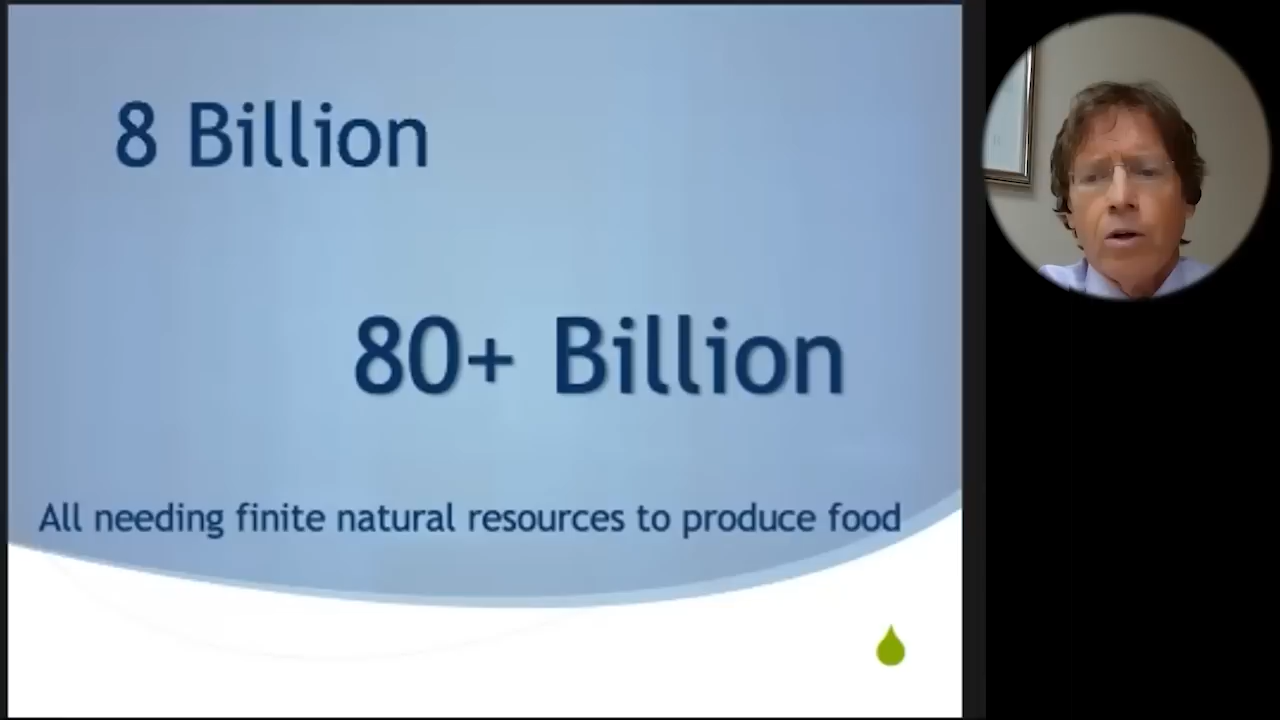 8 Billion
80+ Billion
All needing finite natural resources to produce food